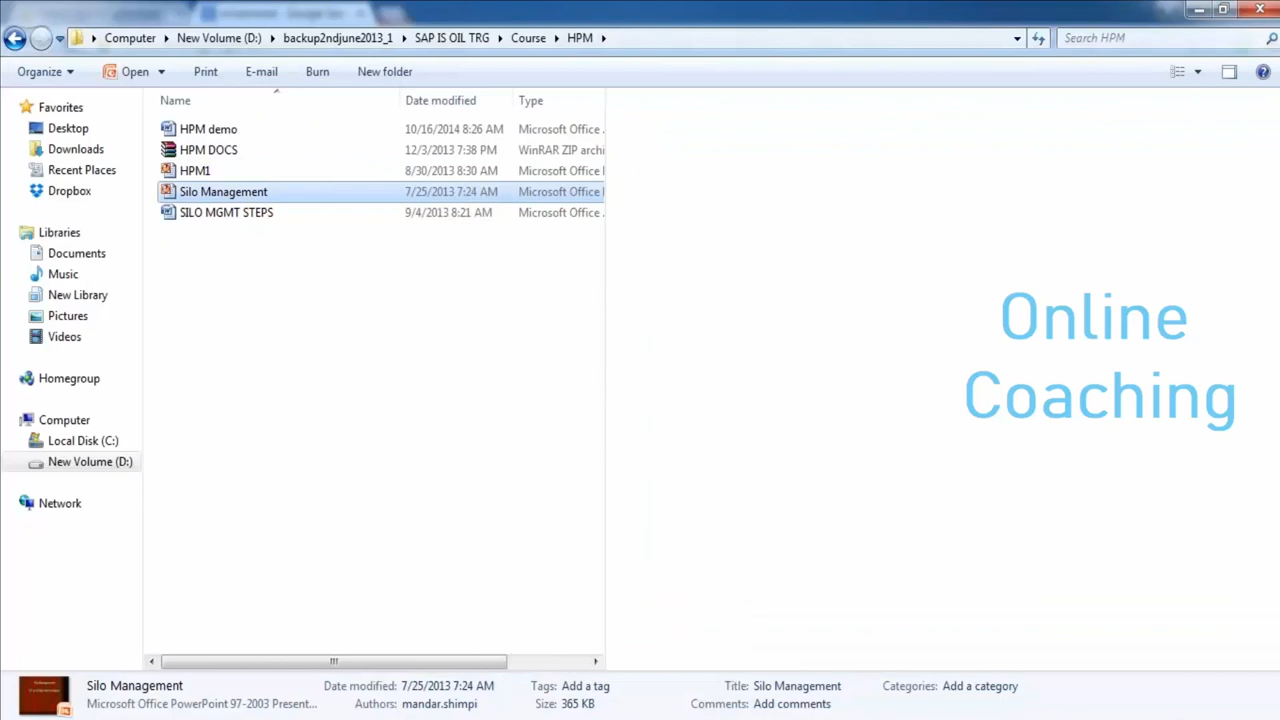 Computer New Volume (D:) backup2ndjune2013_1 SAP IS OIL TRG Course HPM Search HPM
Organize Open Print E-mail Burn New folder
Name Date modified Type
HPM demo 10/16/2014 8:26 AM Microsoft Office
HPM DOCS 12/3/2013 7:38 PM WinRAR ZIP archi
HPM1 8/30/2013 8:30 AM Microsoft Office
Silo Management 7/25/2013 7:24 AM Microsoft Office
SILO MGMT STEPS 9/4/2013 8:21 AM Microsoft Office
Favorites
Desktop
Downloads
Recent Places
Dropbox
Libraries
Documents
Music
New Library
Pictures
Videos
Homegroup
Computer
Local Disk (C:)
New Volume (D:)
Network
Online
Coaching
Silo Management Date modified: 7/25/2013 7:24 AM Tags: Add a tag Title: Silo Management Categories: Add a category
Microsoft Office PowerPoint 97-2003 Present... Authors: mandar.shimpi Size: 365 KB Comments: Add comments